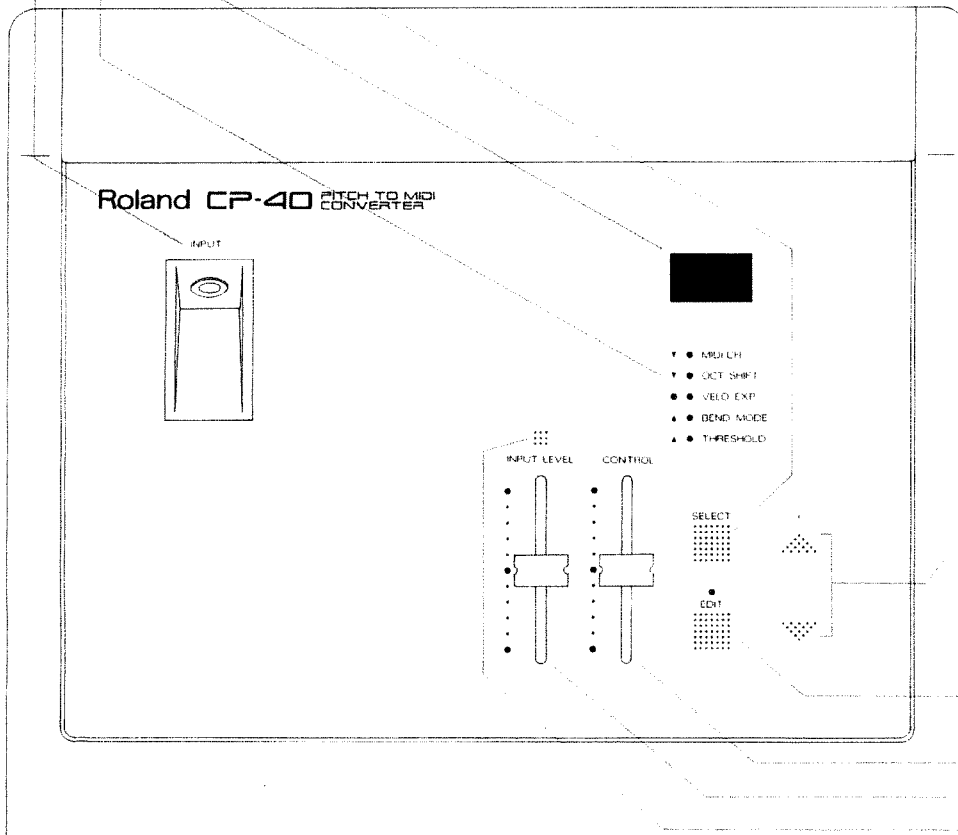 Roland CP-40 PITCH TO MIDI CONVERTER
INPUT
MIDI CH
OCT SHIFT
VELO EXP
BEND MODE
THRESHOLD
INPUT LEVEL
CONTROL
SELECT
EDIT